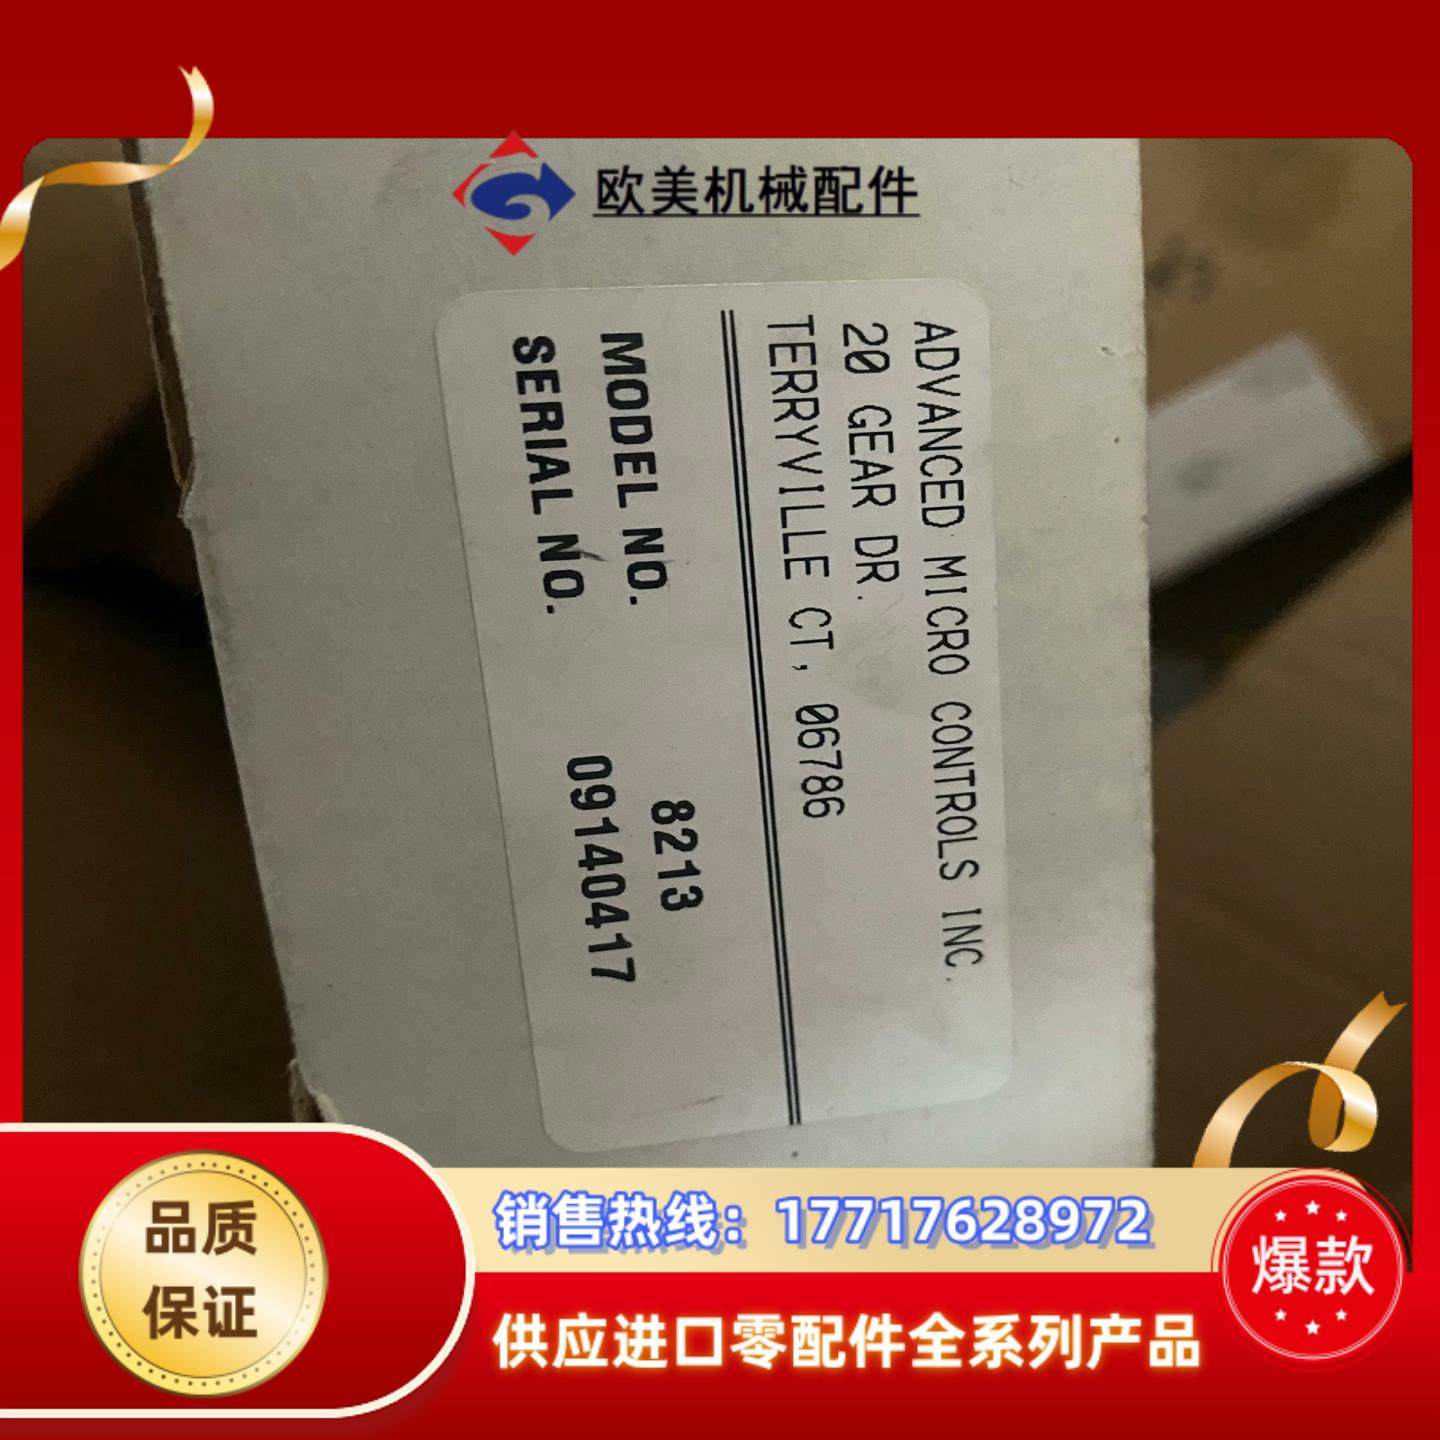 欧美机械配件
ADVANCED MICRO CONTROLS INC.
20 GEAR DR.
TERRYVILLE CT, 06786
MODEL NO. 8213
SERIAL NO. 09140417
品质
保证
销售热线：17717628972
爆款
供应进口零配件全系列产品